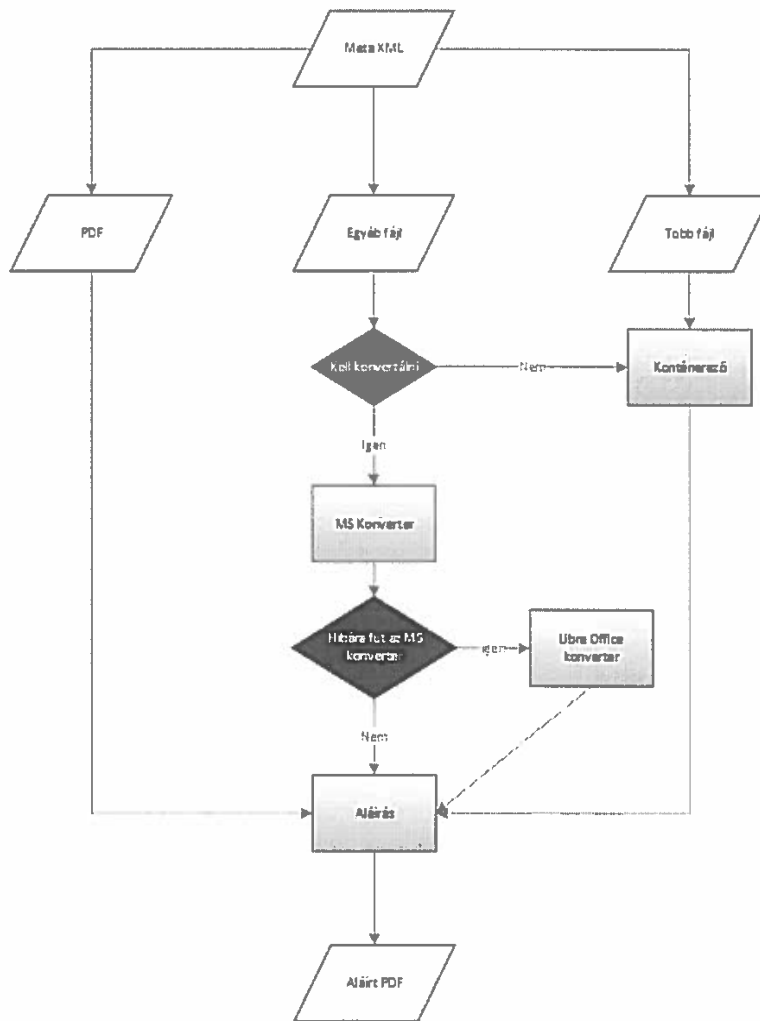 Meta XML
PDF
Egyéb fájl
Több fájl
Kell konvertálni
Nem
Konténerező
Igen
MS Konverter
Hibára fut az MS
konverter
Igen
Libre Office
konverter
Nem
Aláírás
Aláírt PDF